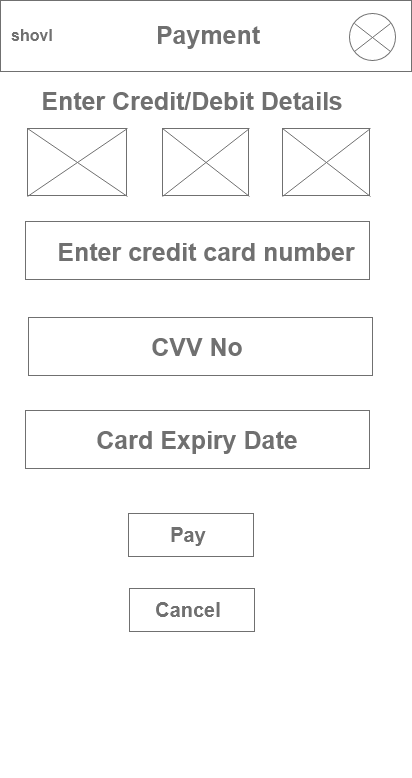 shovl
Payment
Enter Credit/Debit Details
Enter credit card number
CVV No
Card Expiry Date
Pay
Cancel